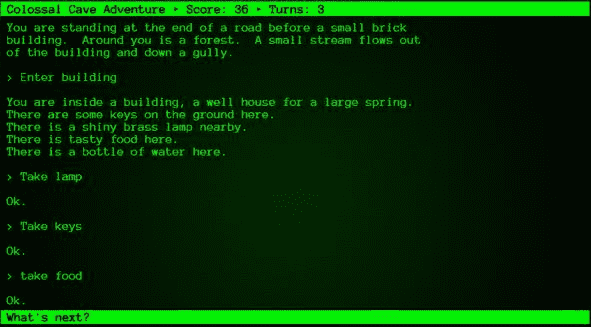 Colossal Cave Adventure ‣ Score: 36 ‣ Turns: 3
You are standing at the end of a road before a small brick
building.  Around you is a forest.  A small stream flows out
of the building and down a gully.
> Enter building
You are inside a building, a well house for a large spring.
There are some keys on the ground here.
There is a shiny brass lamp nearby.
There is tasty food here.
There is a bottle of water here.
> Take lamp
Ok.
> Take keys
Ok.
> take food
Ok.
What's next?